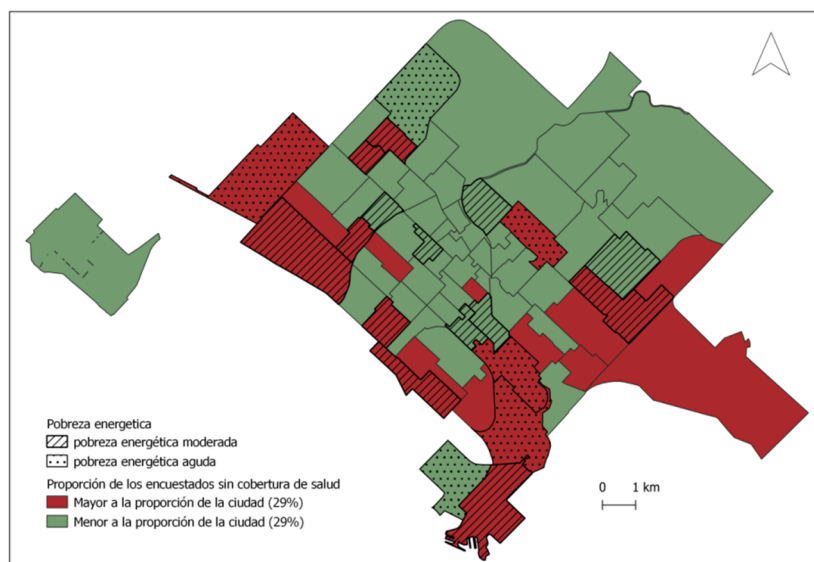 Pobreza energetica
pobreza energética moderada
pobreza energética aguda
Proporción de los encuestados sin cobertura de salud
Mayor a la proporción de la ciudad (29%)
Menor a la proporción de la ciudad (29%)
0 1 km